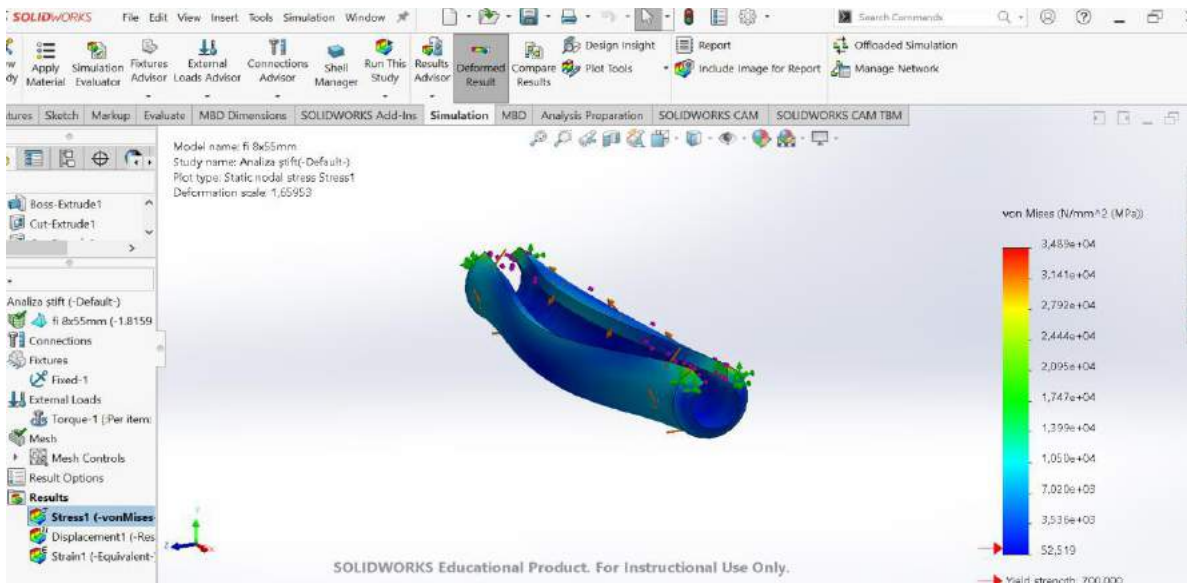 SOLIDWORKS File Edit View Insert Tools Simulation Window Search Commands
Apply Material
Simulation Evaluator
Fixtures Advisor
External Loads Advisor
Connections Advisor
Shell Manager
Run This Study
Results Advisor
Deformed Result
Compare Results
Design Insight
Plot Tools
Report
Include Image for Report
Offloaded Simulation
Manage Network
Sketch Markup Evaluate MBD Dimensions SOLIDWORKS Add-Ins Simulation MBD Analysis Preparation SOLIDWORKS CAM SOLIDWORKS CAM TBM
Model name: fi 8x55mm
Study name: Analiza ştift(-Default-)
Plot type: Static nodal stress Stress1
Deformation scale: 1,65953
Boss-Extrude1
Cut-Extrude1
Analiza ştift (-Default-)
fi 8x55mm (-1.8159
Connections
Fixtures
Fixed-1
External Loads
Torque-1 (:Per item:
Mesh
Mesh Controls
Result Options
Results
Stress1 (-vonMises-
Displacement1 (-Res
Strain1 (-Equivalent-
von Mises (N/mm^2 (MPa))
3,489e+04
3,141e+04
2,792e+04
2,444e+04
2,095e+04
1,747e+04
1,399e+04
1,050e+04
7,020e+03
3,536e+03
52,519
Yield strength: 700,000
SOLIDWORKS Educational Product. For Instructional Use Only.